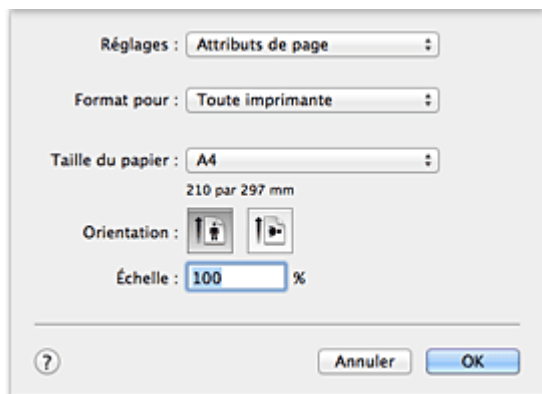 Réglages : Attributs de page
Format pour : Toute imprimante
Taille du papier : A4
210 par 297 mm
Orientation :
Échelle : 100 %
? Annuler OK